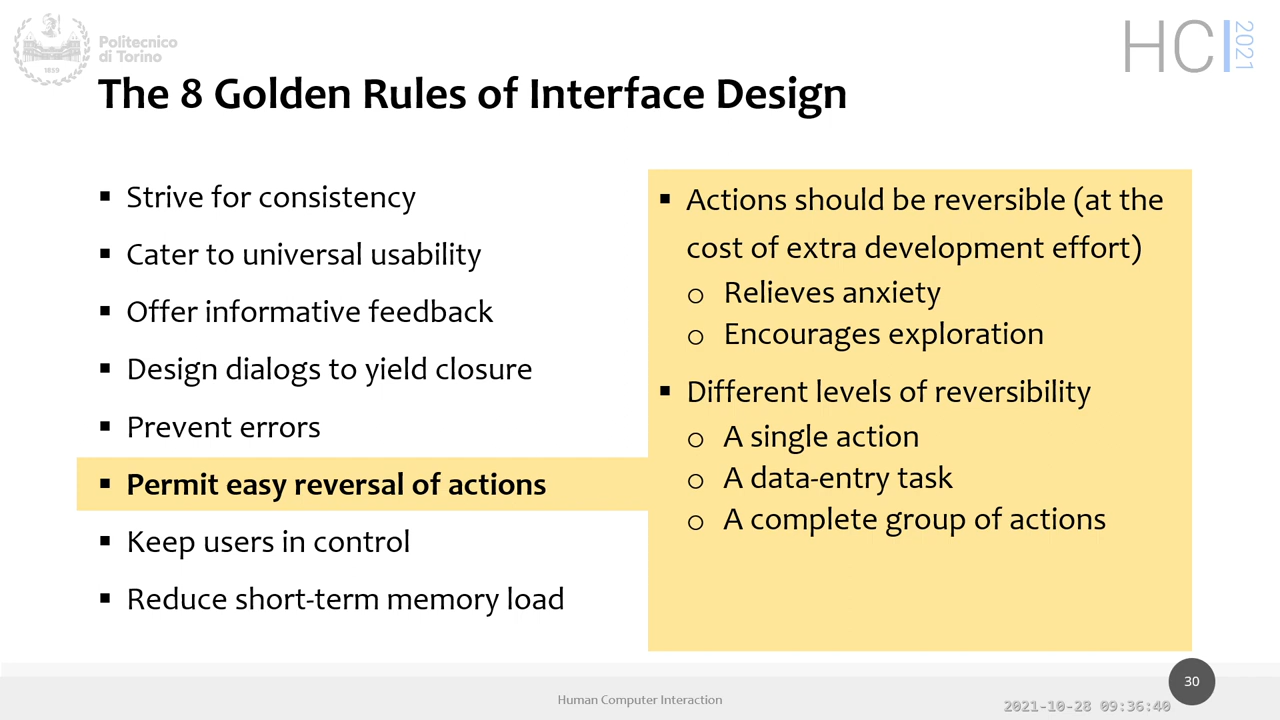 Politecnico
di Torino
1859
HCI
2021
The 8 Golden Rules of Interface Design
▪ Strive for consistency
▪ Cater to universal usability
▪ Offer informative feedback
▪ Design dialogs to yield closure
▪ Prevent errors
▪ Permit easy reversal of actions
▪ Keep users in control
▪ Reduce short-term memory load
▪ Actions should be reversible (at the
cost of extra development effort)
o Relieves anxiety
o Encourages exploration
▪ Different levels of reversibility
o A single action
o A data-entry task
o A complete group of actions
Human Computer Interaction
30
2021-10-28 09:36:40